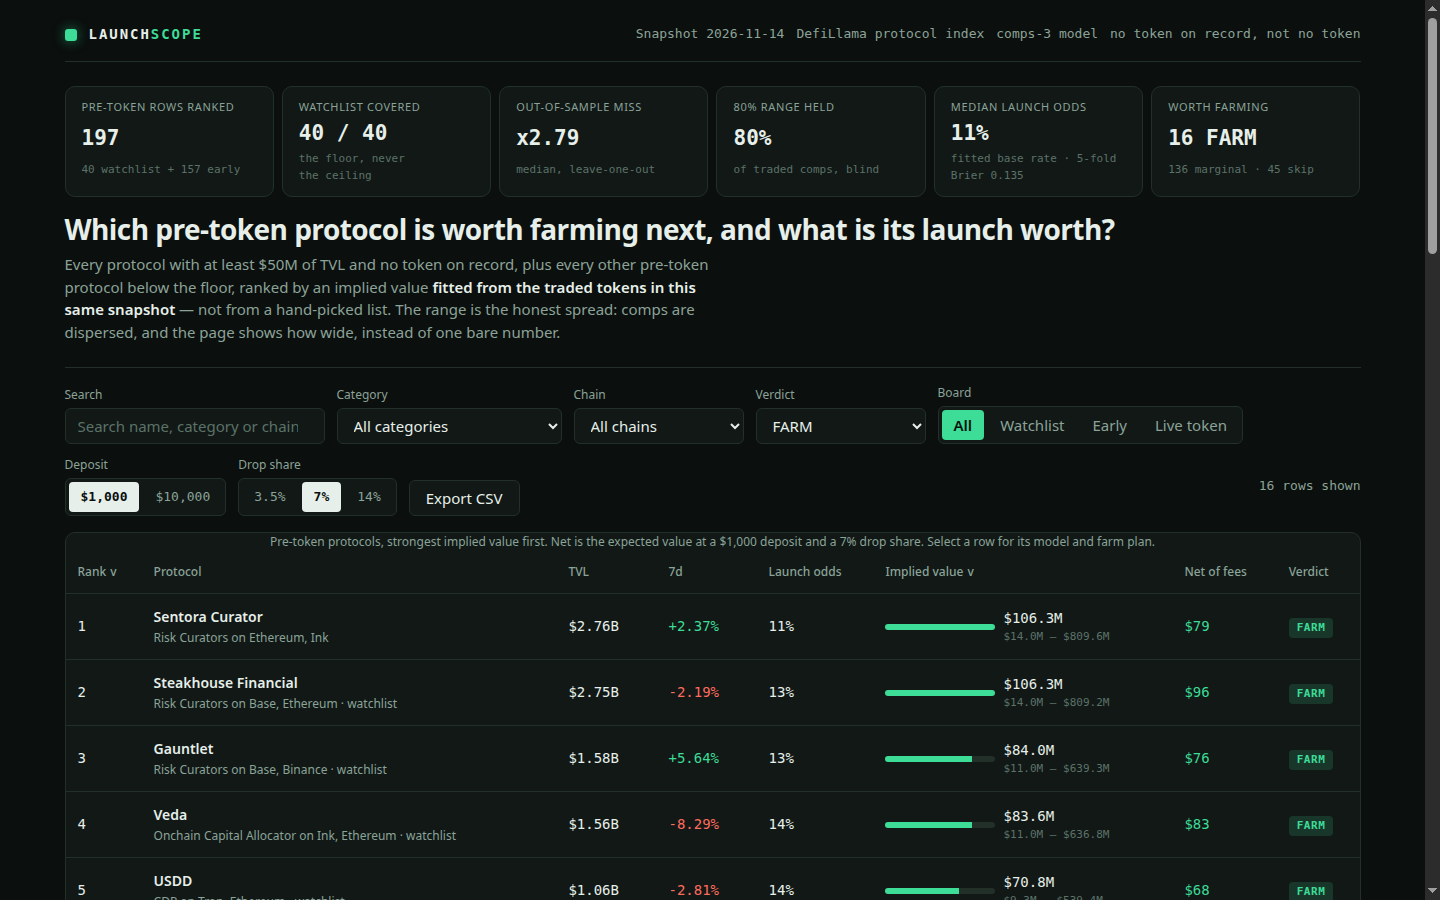 LAUNCHSCOPE
Snapshot 2026-11-14 DefiLlama protocol index comps-3 model no token on record, not no token
PRE-TOKEN ROWS RANKED
197
40 watchlist + 157 early
WATCHLIST COVERED
40 / 40
the floor, never
the ceiling
OUT-OF-SAMPLE MISS
x2.79
median, leave-one-out
80% RANGE HELD
80%
of traded comps, blind
MEDIAN LAUNCH ODDS
11%
fitted base rate · 5-fold
Brier 0.135
WORTH FARMING
16 FARM
136 marginal · 45 skip
Which pre-token protocol is worth farming next, and what is its launch worth?
Every protocol with at least $50M of TVL and no token on record, plus every other pre-token
protocol below the floor, ranked by an implied value fitted from the traded tokens in this
same snapshot — not from a hand-picked list. The range is the honest spread: comps are
dispersed, and the page shows how wide, instead of one bare number.
Search
Category
Chain
Verdict
Board
Search name, category or chain
All categories
All chains
FARM
All Watchlist Early Live token
Deposit
Drop share
$1,000 $10,000
3.5% 7% 14%
Export CSV
16 rows shown
Pre-token protocols, strongest implied value first. Net is the expected value at a $1,000 deposit and a 7% drop share. Select a row for its model and farm plan.
Rank v Protocol TVL 7d Launch odds Implied value v Net of fees Verdict
1 Sentora Curator $2.76B +2.37% 11% $106.3M $79 FARM
Risk Curators on Ethereum, Ink $14.0M — $809.6M
2 Steakhouse Financial $2.75B -2.19% 13% $106.3M $96 FARM
Risk Curators on Base, Ethereum · watchlist $14.0M — $809.2M
3 Gauntlet $1.58B +5.64% 13% $84.0M $76 FARM
Risk Curators on Base, Binance · watchlist $11.0M — $639.3M
4 Veda $1.56B -8.29% 14% $83.6M $83 FARM
Onchain Capital Allocator on Ink, Ethereum · watchlist $11.0M — $636.8M
5 USDD $1.06B -2.81% 14% $70.8M $68 FARM